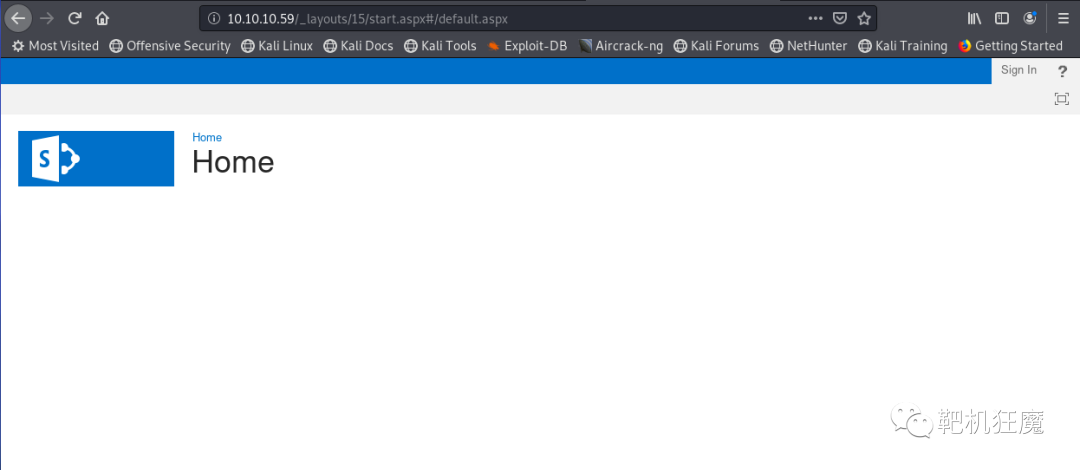 10.10.10.59/_layouts/15/start.aspx#/default.aspx
Most Visited Offensive Security Kali Linux Kali Docs Kali Tools Exploit-DB Aircrack-ng Kali Forums NetHunter Kali Training Getting Started
Sign In ?
S
Home
Home
靶机狂魔